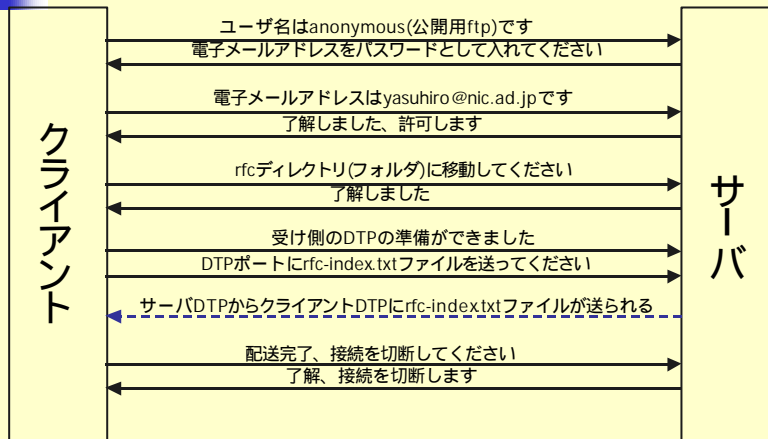 ユーザ名はanonymous(公開用ftp)です
電子メールアドレスをパスワードとして入れてください
電子メールアドレスはyasuhiro@nic.ad.jpです
了解しました、許可します
rfcディレクトリ(フォルダ)に移動してください
了解しました
受け側のDTPの準備ができました
DTPポートにrfc-index.txtファイルを送ってください
サーバDTPからクライアントDTPにrfc-index.txtファイルが送られる
配送完了、接続を切断してください
了解、接続を切断します
クライアント
サーバ